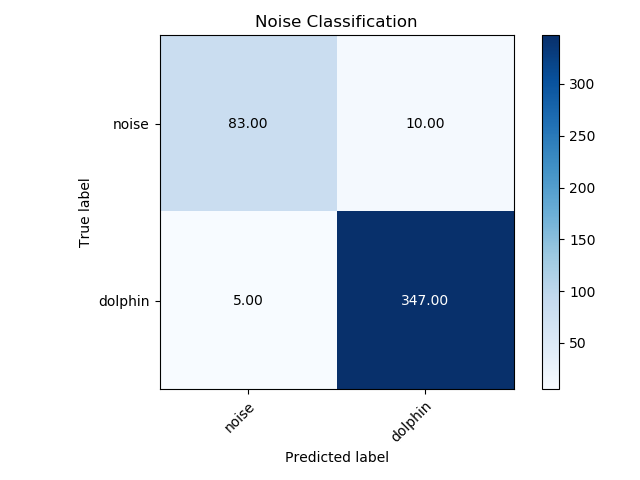 Noise Classification
noise
83.00
10.00
dolphin
5.00
347.00
300
250
200
150
100
50
True label
noise
dolphin
Predicted label